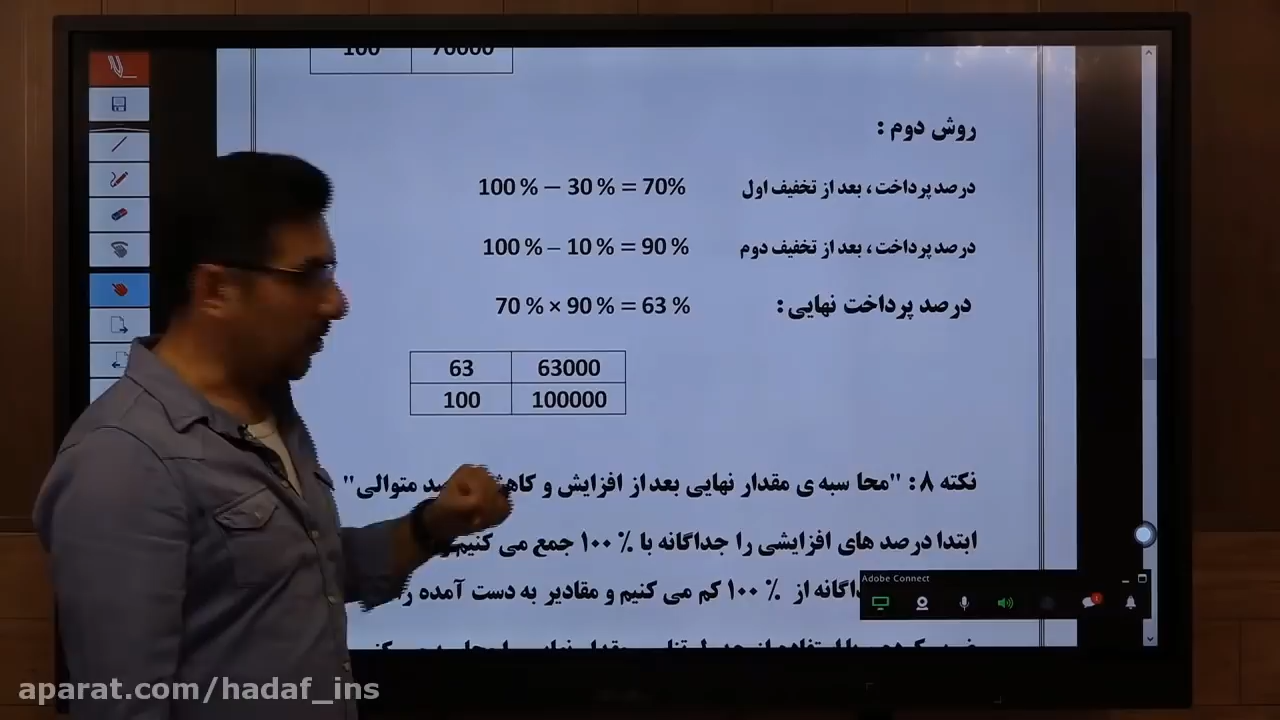 100 70000
روش دوم :
درصد پرداخت ، بعد از تخفیف اول 100 % – 30 % = 70%
درصد پرداخت ، بعد از تخفیف دوم 100 % – 10 % = 90 %
درصد پرداخت نهایی : 70 % × 90 % = 63 %
63 63000
100 100000
نکته ۸ : "محا سبه ی مقدار نهایی بعد از افزایش و متوالی"
ابتدا درصد های افزایشی را جداگانه با ٪ ۱۰۰ جمع می کنیم
از ٪ ۱۰۰ کم می کنیم و مقادیر به دست آمده
Adobe Connect
aparat.com/hadaf_ins